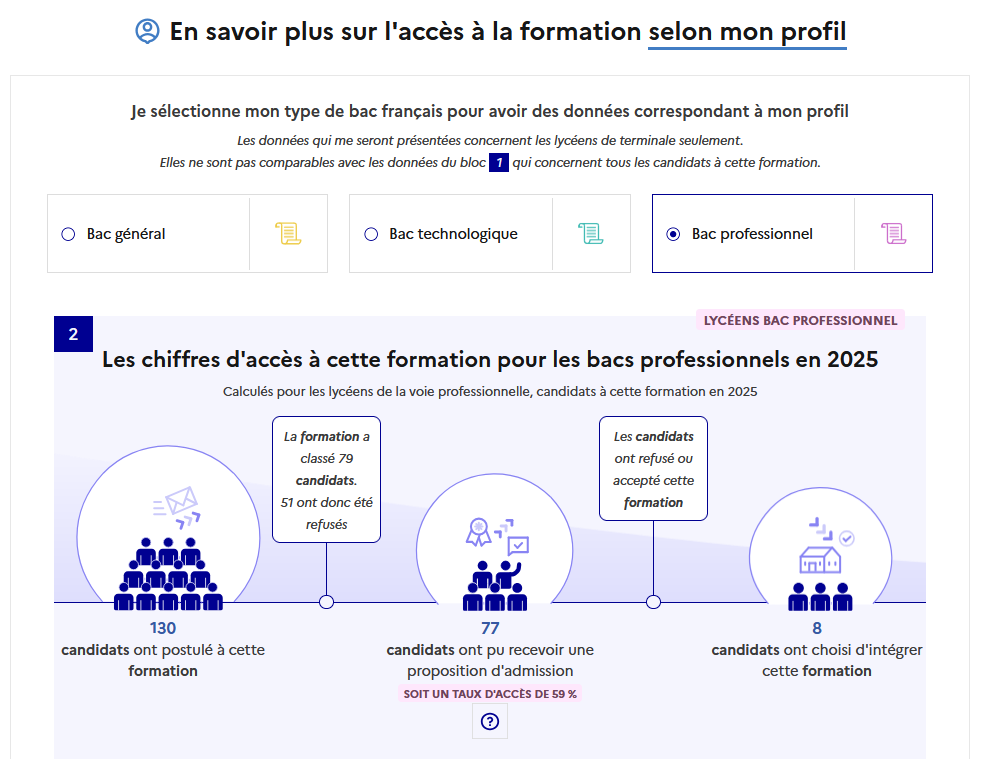 En savoir plus sur l'accès à la formation selon mon profil
Je sélectionne mon type de bac français pour avoir des données correspondant à mon profil
Les données qui me seront présentées concernent les lycéens de terminale seulement.
Elles ne sont pas comparables avec les données du bloc 1 qui concernent tous les candidats à cette formation.
Bac général
Bac technologique
Bac professionnel
LYCÉENS BAC PROFESSIONNEL
2
Les chiffres d'accès à cette formation pour les bacs professionnels en 2025
Calculés pour les lycéens de la voie professionnelle, candidats à cette formation en 2025
La formation a
classé 79
candidats.
51 ont donc été
refusés
Les candidats
ont refusé ou
accepté cette
formation
130
candidats ont postulé à cette
formation
77
candidats ont pu recevoir une
proposition d'admission
SOIT UN TAUX D'ACCÈS DE 59 %
?
8
candidats ont choisi d'intégrer
cette formation